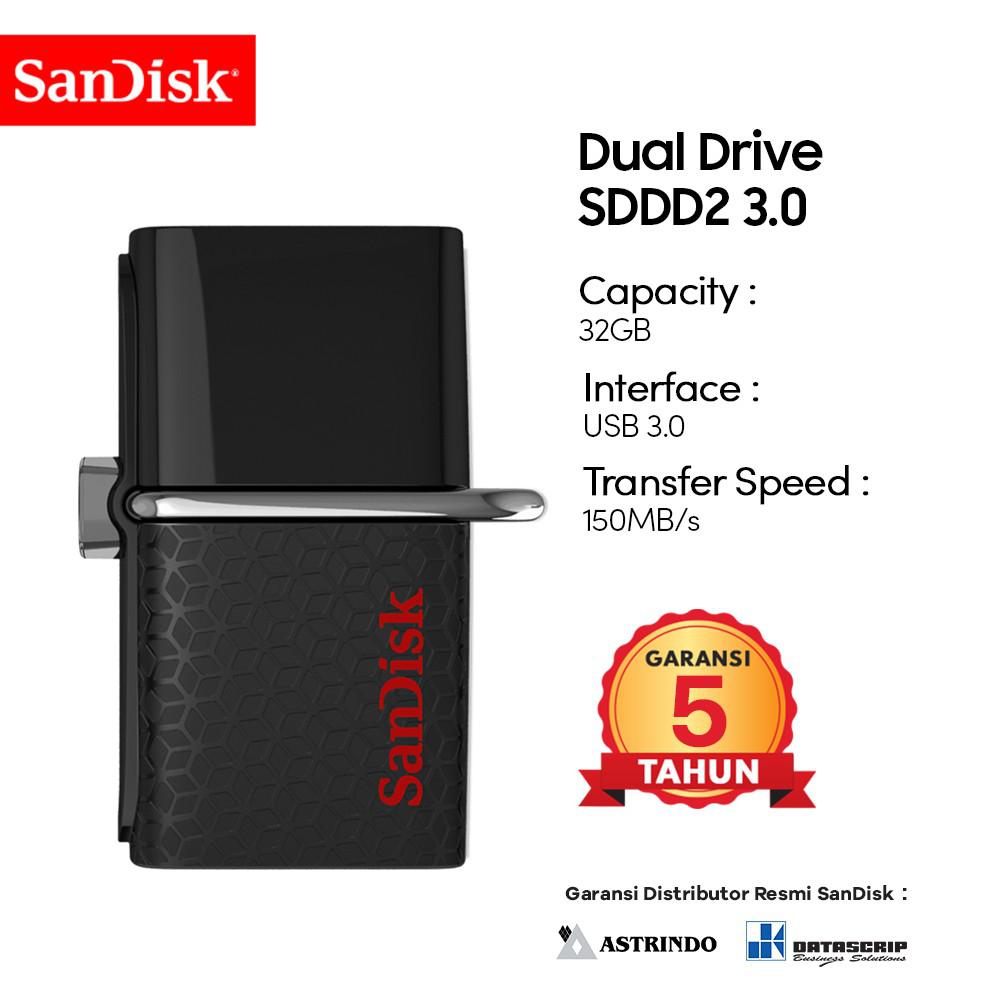 SanDisk®
Dual Drive
SDDD2 3.0
Capacity :
32GB
Interface :
USB 3.0
Transfer Speed :
150MB/s
SanDisk
GARANSI
5
TAHUN
Garansi Distributor Resmi SanDisk :
ASTRINDO
DATASCRIP
Business Solutions